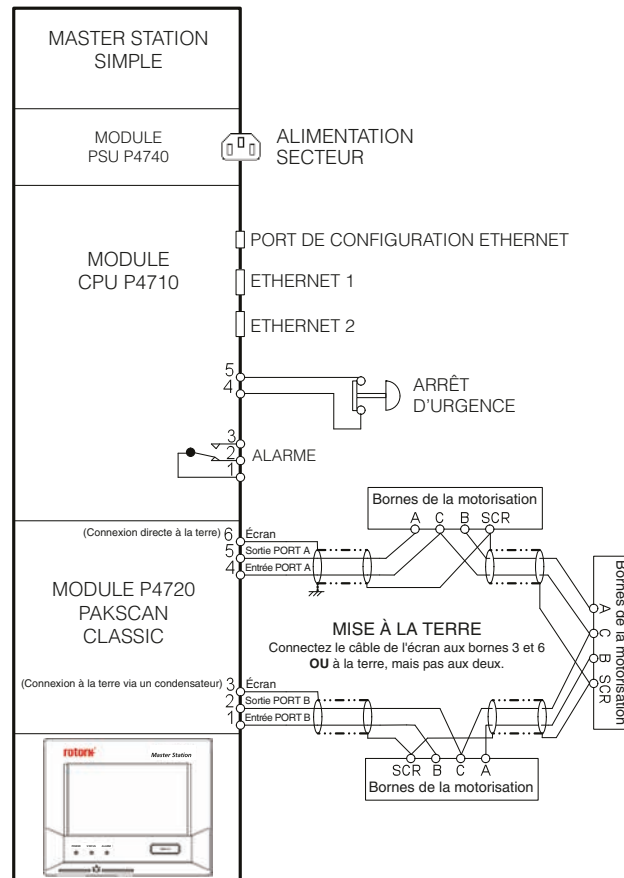 MASTER STATION
SIMPLE
MODULE
PSU P4740
ALIMENTATION
SECTEUR
MODULE
CPU P4710
PORT DE CONFIGURATION ETHERNET
ETHERNET 1
ETHERNET 2
5
4
ARRÊT
D'URGENCE
3
2
1
ALARME
Bornes de la motorisation
A C B SCR
(Connexion directe à la terre) 6 Écran
5 Sortie PORT A
4 Entrée PORT A
MODULE P4720
PAKSCAN
CLASSIC
MISE À LA TERRE
Connectez le câble de l'écran aux bornes 3 et 6
OU à la terre, mais pas aux deux.
Bornes de la motorisation
A
C
B
SCR
(Connexion à la terre via un condensateur) 3 Écran
2 Sortie PORT B
1 Entrée PORT B
SCR B C A
Bornes de la motorisation
rotork
Master Station